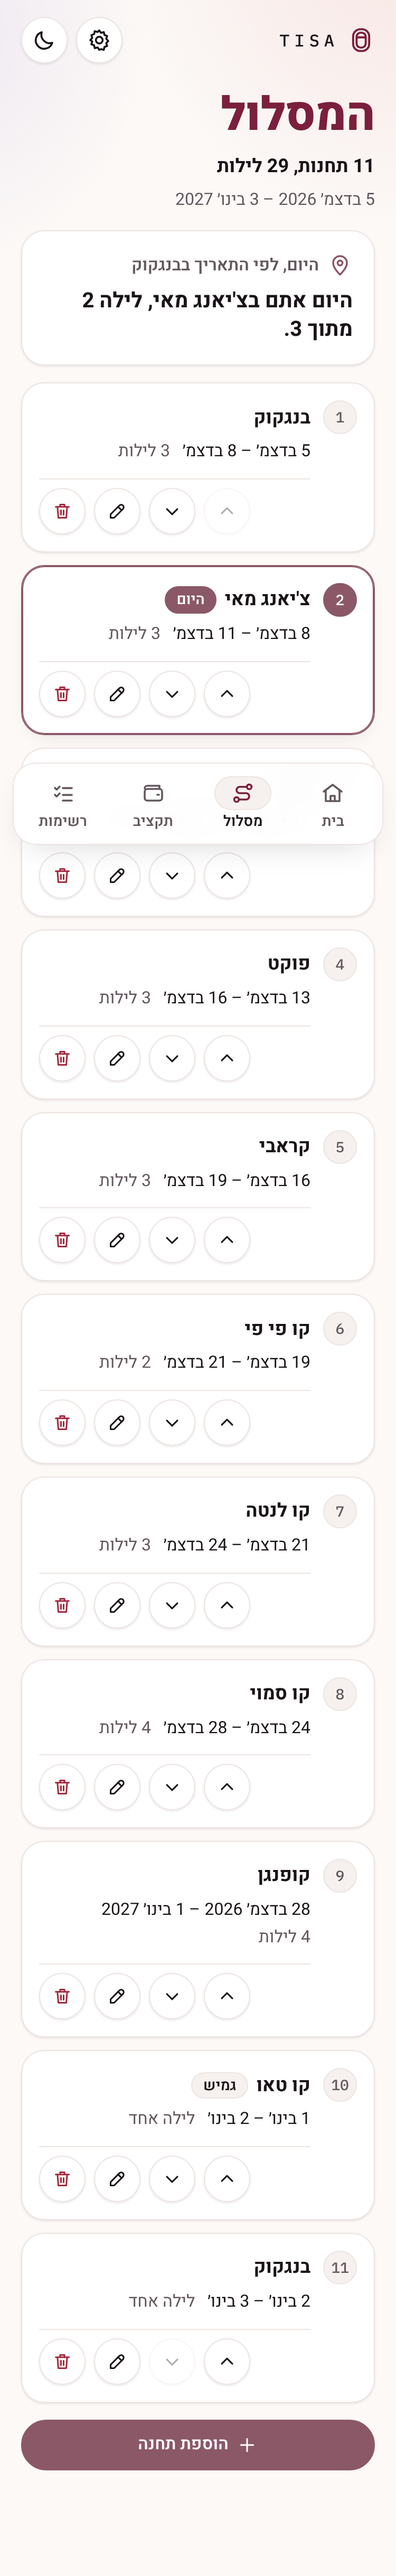 TISA
המסלול
11 תחנות, 29 לילות
5 בדצמ׳ 2026 – 3 בינו׳ 2027
היום, לפי התאריך בבנגקוק
היום אתם בצ'יאנג מאי, לילה 2
מתוך 3.
1
בנגקוק
5 בדצמ׳ – 8 בדצמ׳ 3 לילות
2
צ'יאנג מאי היום
8 בדצמ׳ – 11 בדצמ׳ 3 לילות
בית
מסלול
תקציב
רשימות
4
פוקט
13 בדצמ׳ – 16 בדצמ׳ 3 לילות
5
קראבי
16 בדצמ׳ – 19 בדצמ׳ 3 לילות
6
קו פי פי
19 בדצמ׳ – 21 בדצמ׳ 2 לילות
7
קו לנטה
21 בדצמ׳ – 24 בדצמ׳ 3 לילות
8
קו סמוי
24 בדצמ׳ – 28 בדצמ׳ 4 לילות
9
קופנגן
28 בדצמ׳ 2026 – 1 בינו׳ 2027
4 לילות
10
קו טאו גמיש
1 בינו׳ – 2 בינו׳ לילה אחד
11
בנגקוק
2 בינו׳ – 3 בינו׳ לילה אחד
הוספת תחנה